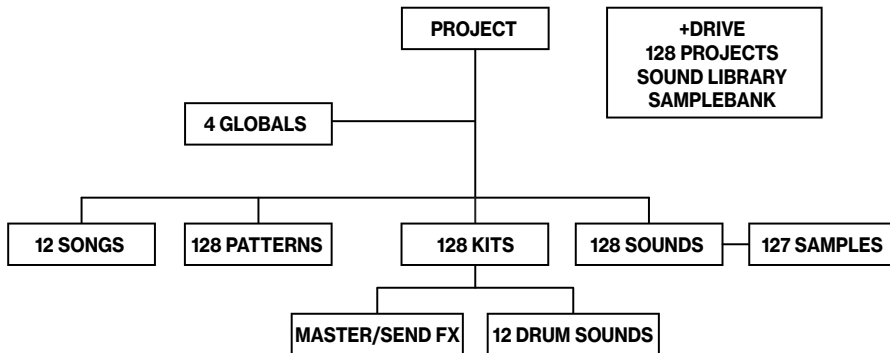 PROJECT
+DRIVE
128 PROJECTS
SOUND LIBRARY
SAMPLEBANK
4 GLOBALS
12 SONGS
128 PATTERNS
128 KITS
128 SOUNDS
127 SAMPLES
MASTER/SEND FX
12 DRUM SOUNDS